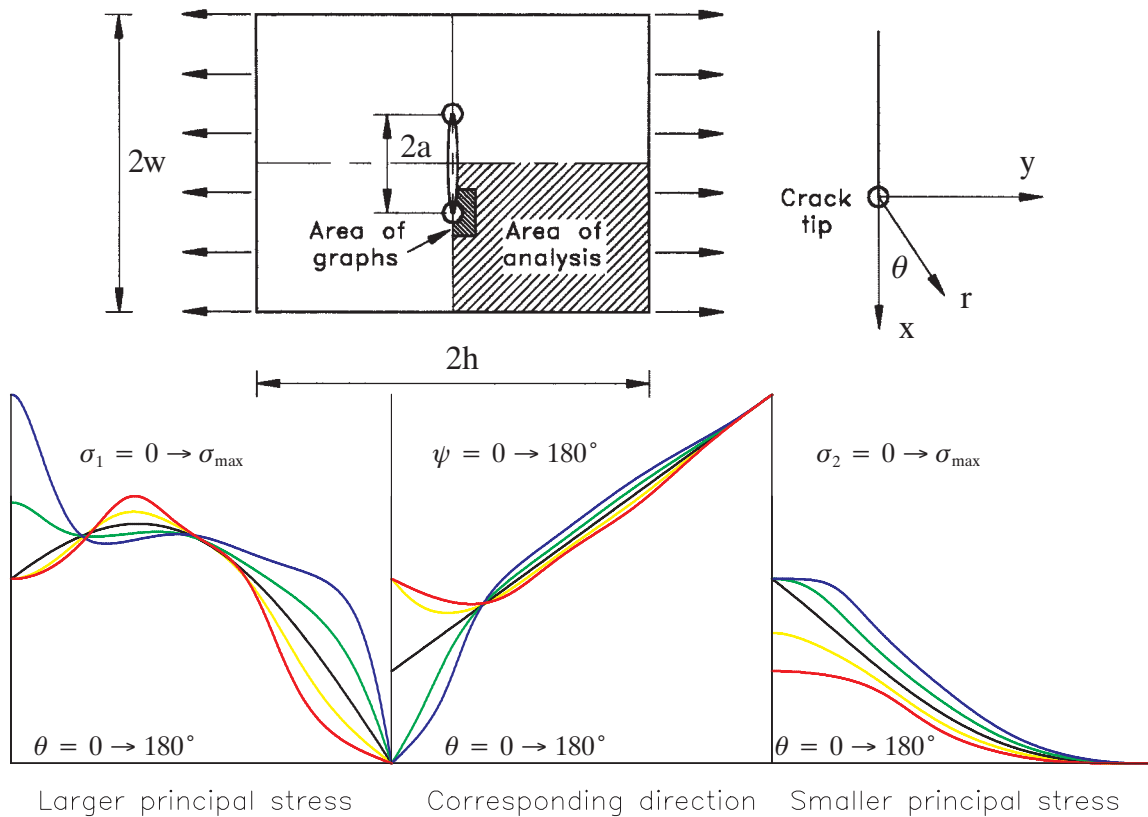 2w
2a
Area of
graphs
Area of
analysis
2h
Crack
tip
y
θ
r
x
σ₁ = 0 → σₘₐₓ
ψ = 0 → 180°
σ₂ = 0 → σₘₐₓ
θ = 0 → 180°
θ = 0 → 180°
θ = 0 → 180°
Larger principal stress
Corresponding direction
Smaller principal stress